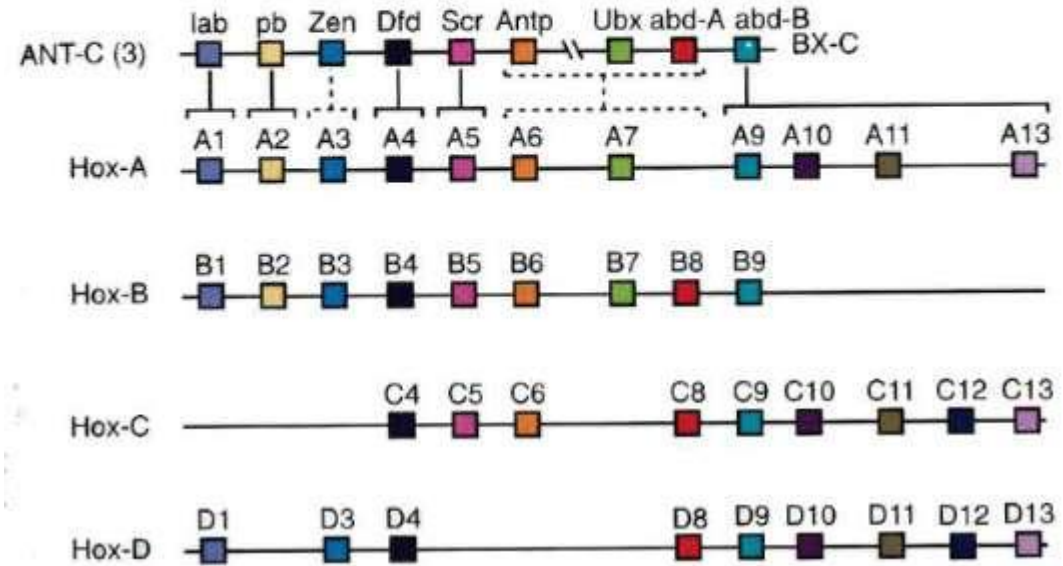 lab pb Zen Dfd Scr Antp Ubx abd-A abd-B
ANT-C (3) BX-C
A1 A2 A3 A4 A5 A6 A7 A9 A10 A11 A13
Hox-A
B1 B2 B3 B4 B5 B6 B7 B8 B9
Hox-B
C4 C5 C6 C8 C9 C10 C11 C12 C13
Hox-C
D1 D3 D4 D8 D9 D10 D11 D12 D13
Hox-D